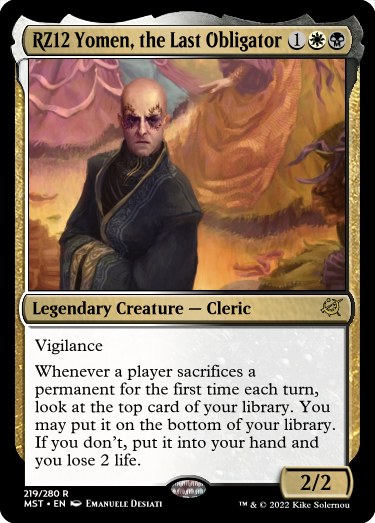 RZ12 Yomen, the Last Obligator 1
Legendary Creature — Cleric
Vigilance
Whenever a player sacrifices a
permanent for the first time each turn,
look at the top card of your library. You
may put it on the bottom of your library.
If you don't, put it into your hand and
you lose 2 life.
2/2
219/280 R
MST • EN Emanuele Desiati
™ & © 2022 Kike Solernou